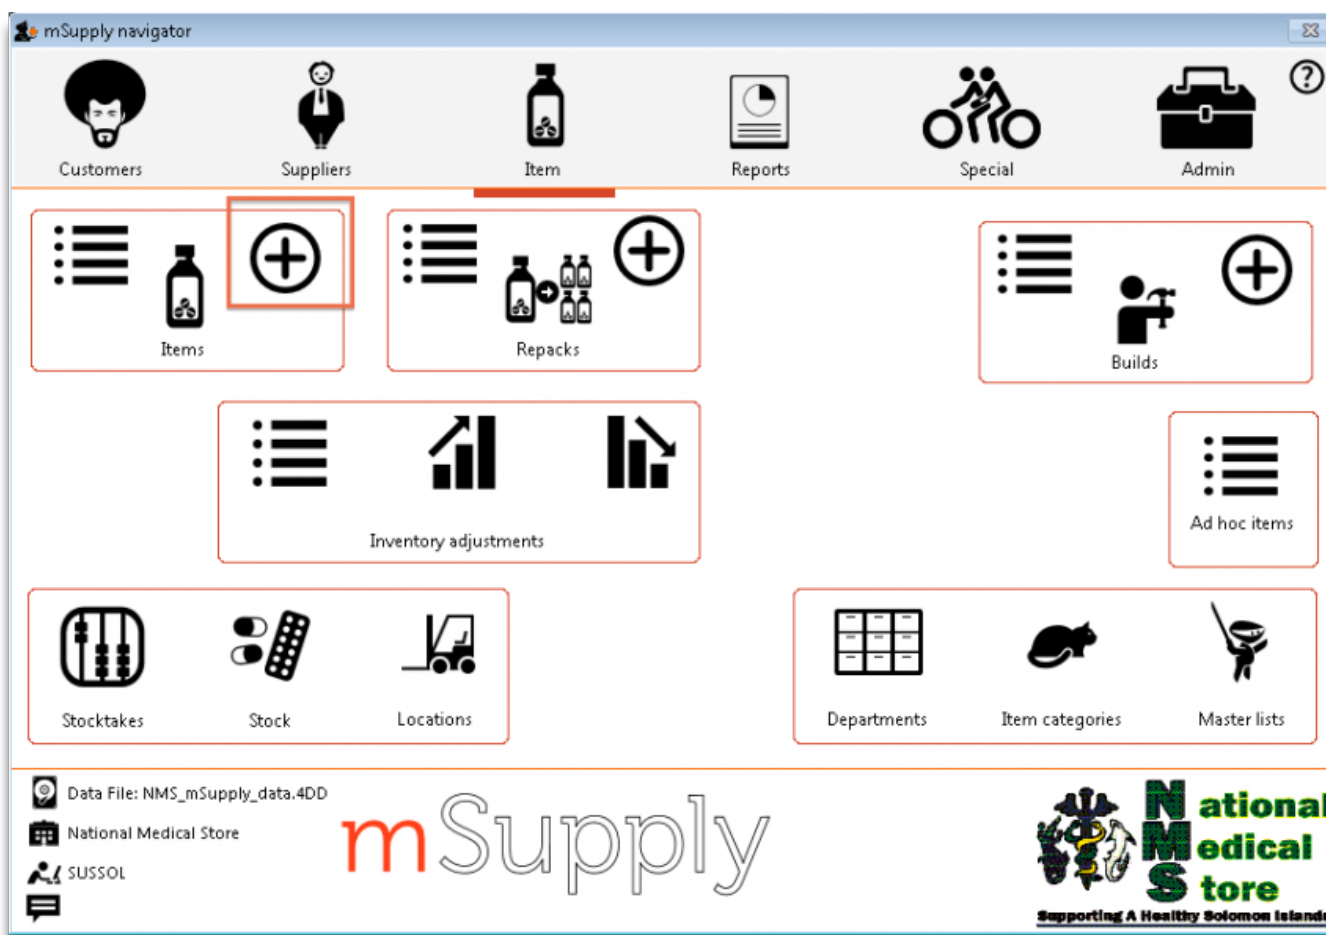 mSupply navigator
Customers
Suppliers
Item
Reports
Special
Admin
?
Items
Repacks
Builds
Inventory adjustments
Ad hoc items
Stocktakes
Stock
Locations
Departments
Item categories
Master lists
Data File: NMS_mSupply_data.4DD
National Medical Store
SUSSOL
mSupply
National
Medical
Store
Supporting A Healthy Solomon Islands